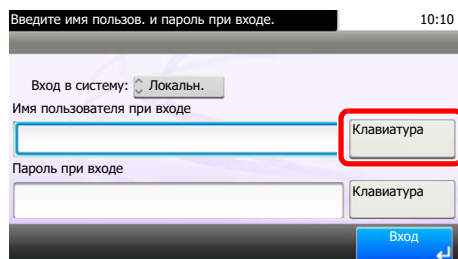 Введите имя пользов. и пароль при входе. 10:10
Вход в систему: Локальн.
Имя пользователя при входе
Клавиатура
Пароль при входе
Клавиатура
Вход